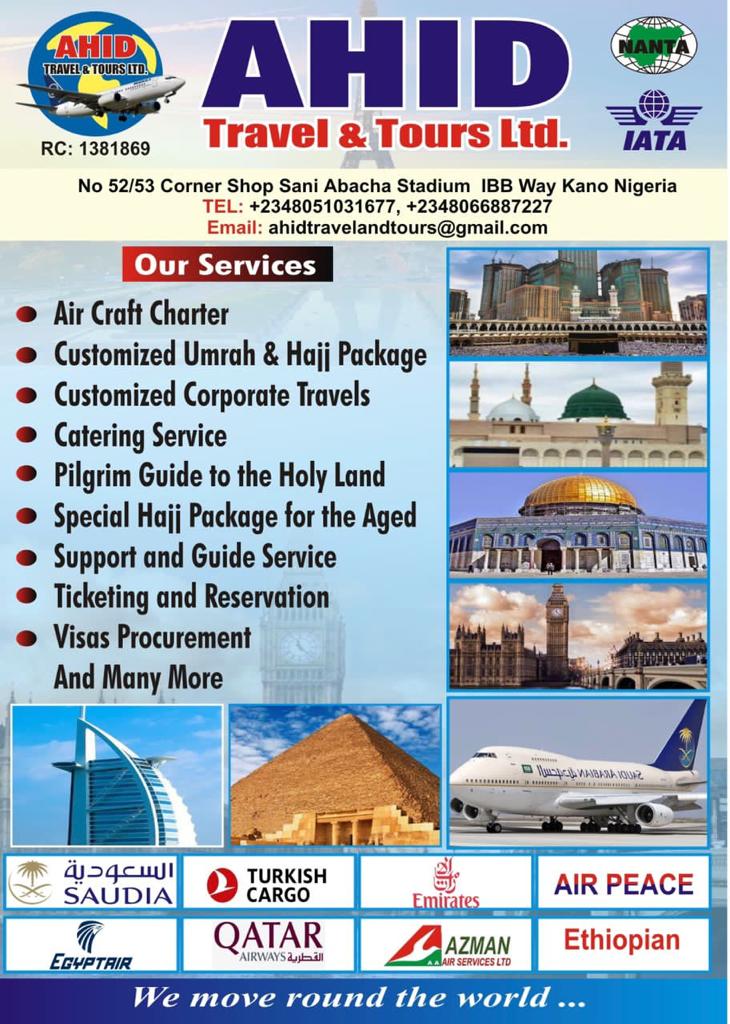 AHID
TRAVEL & TOURS LTD.
RC: 1381869
AHID
Travel & Tours Ltd.
NANTA
IATA
No 52/53 Corner Shop Sani Abacha Stadium IBB Way Kano Nigeria
TEL: +2348051031677, +2348066887227
Email: ahidtravelandtours@gmail.com
Our Services
Air Craft Charter
Customized Umrah & Hajj Package
Customized Corporate Travels
Catering Service
Pilgrim Guide to the Holy Land
Special Hajj Package for the Aged
Support and Guide Service
Ticketing and Reservation
Visas Procurement
And Many More
SAUDI ARABIAN السعودية
السعودية
SAUDIA
TURKISH
CARGO
Emirates
AIR PEACE
EGYPTAIR
QATAR
AIRWAYS القطرية
AZMAN
AIR SERVICES LTD
Ethiopian
We move round the world ...